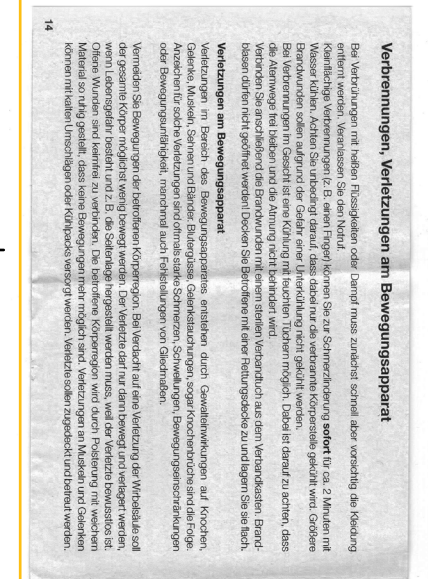 Verbrennungen, Verletzungen am Bewegungsapparat
Bei Verbrühungen mit heißen Flüssigkeiten oder Dampf muss zunächst schnell aber vorsichtig die Kleidung
entfernt werden. Veranlassen Sie den Notruf.
Kleinflächige Verbrennungen (z. B. einen Finger) können Sie zur Schmerzlinderung sofort für ca. 2 Minuten mit
Wasser kühlen. Achten Sie unbedingt darauf, dass dabei nur die verbrannte Körperstelle gekühlt wird. Größere
Brandwunden sollen aufgrund der Gefahr einer Unterkühlung nicht gekühlt werden.
Bei Verbrennungen im Gesicht ist eine Kühlung mit feuchten Tüchern möglich. Dabei ist darauf zu achten, dass
die Atemwege frei bleiben und die Atmung nicht behindert wird.
Verbinden Sie anschließend die Brandwunden mit einem sterilen Verbandtuch aus dem Verbandkasten. Brand-
blasen dürfen nicht geöffnet werden! Decken Sie Betroffene mit einer Rettungsdecke zu und lagern Sie sie flach.
Verletzungen am Bewegungsapparat
Verletzungen im Bereich des Bewegungsapparates entstehen durch Gewalteinwirkungen auf Knochen,
Gelenke, Muskeln, Sehnen und Bänder. Blutergüsse, Gelenkstauchungen, sogar Knochenbrüche sind die Folge.
Anzeichen für solche Verletzungen sind oftmals starke Schmerzen, Schwellungen, Bewegungseinschränkungen
oder Bewegungsunfähigkeit, manchmal auch Fehlstellungen von Gliedmaßen.
Vermeiden Sie Bewegungen der betroffenen Körperregion. Bei Verdacht auf eine Verletzung der Wirbelsäule soll
der gesamte Körper möglichst wenig bewegt werden. Der Verletzte darf nur dann bewegt und verlagert werden,
wenn Lebensgefahr besteht und z. B. die Seitenlage hergestellt werden muss, weil der Verletzte bewusstlos ist.
Offene Wunden sind keimfrei zu verbinden. Die betroffene Körperregion wird durch Polsterung mit weichem
Material so ruhig gestellt, dass keine Bewegungen mehr möglich sind. Verletzungen an Muskeln und Gelenken
können mit kalten Umschlägen oder Kühlpacks versorgt werden. Verletzte sollen zugedeckt und betreut werden.
14